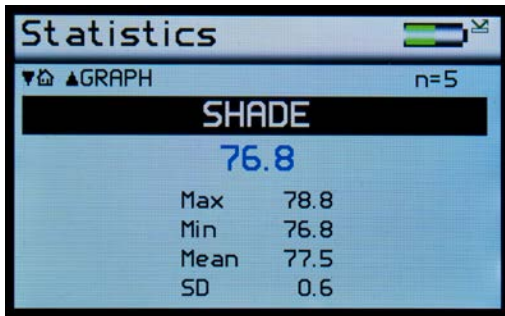 Statistics
GRAPH n=5
SHADE
76.8
Max 78.8
Min 76.8
Mean 77.5
SD 0.6